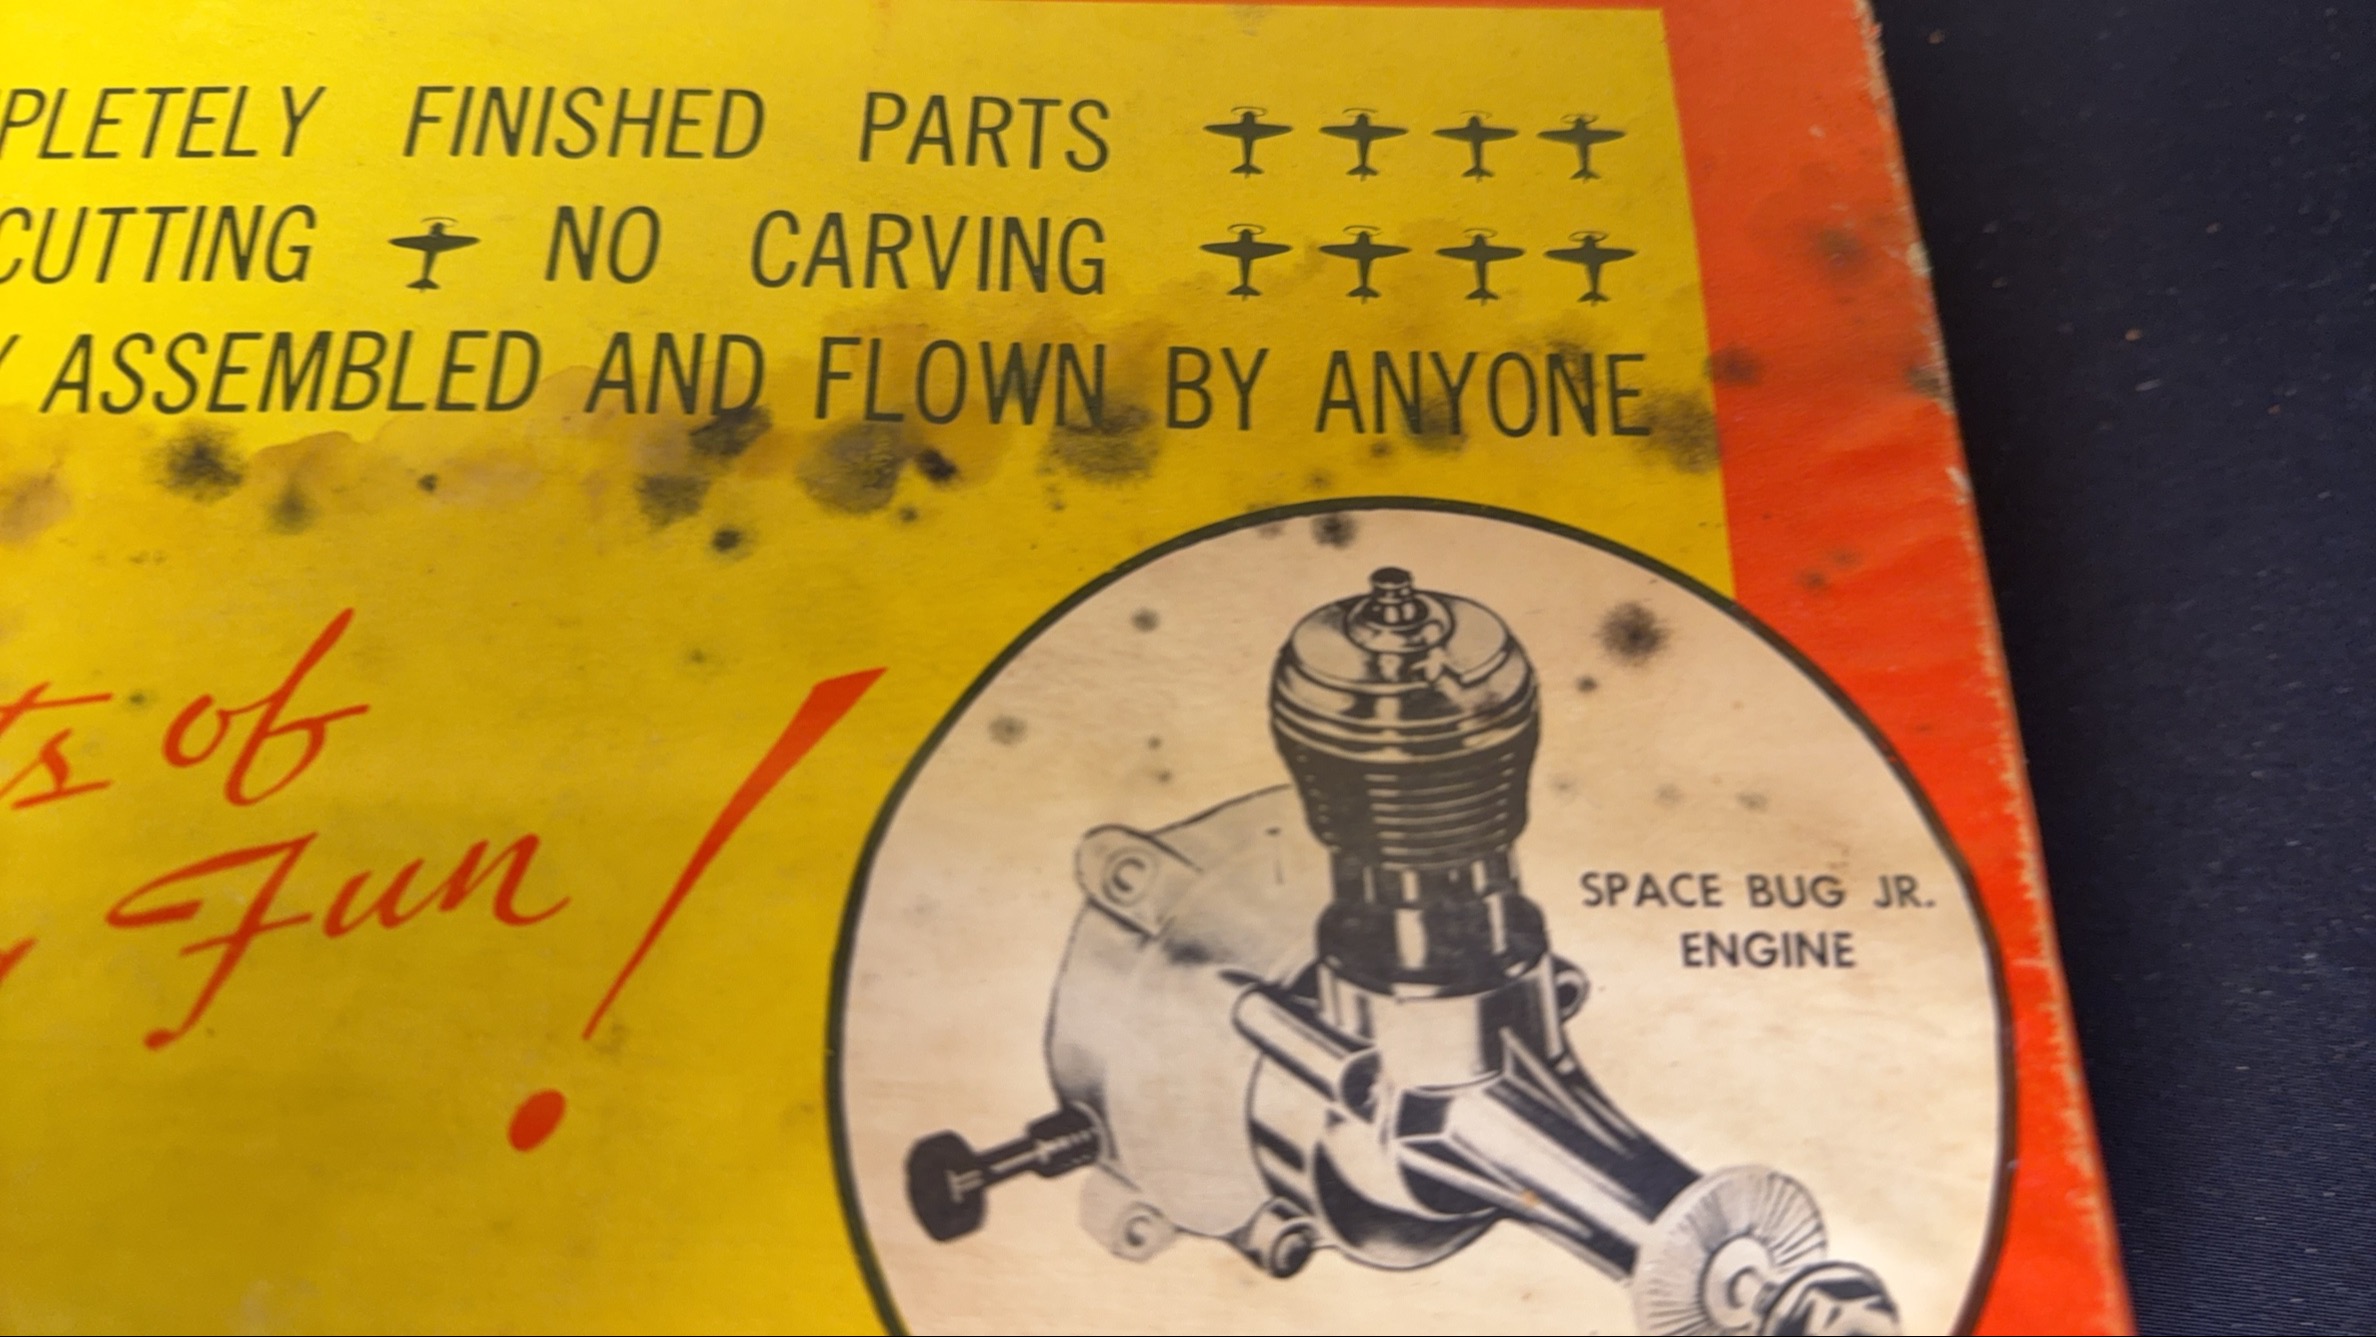 PLETELY FINISHED PARTS
CUTTING NO CARVING
ASSEMBLED AND FLOWN BY ANYONE
ts of
Fun!
SPACE BUG JR.
ENGINE